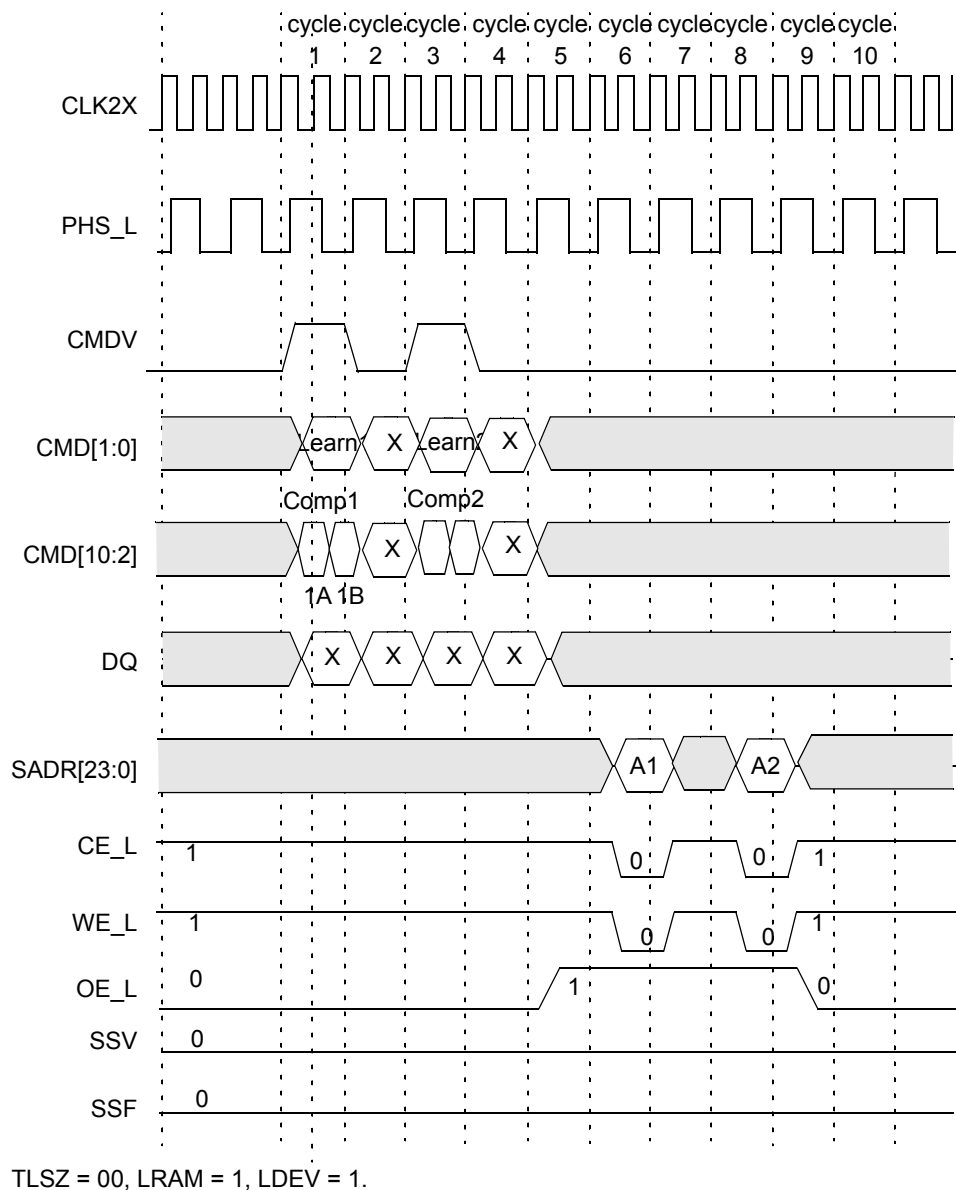 cycle cycle cycle cycle cycle cycle cycle cycle cycle cycle
1 2 3 4 5 6 7 8 9 10
CLK2X
PHS_L
CMDV
CMD[1:0] Learn1 X Learn2 X
Comp1 Comp2
CMD[10:2] X X
1A 1B
DQ X X X X
SADR[23:0] A1 A2
CE_L 1 0 0 1
WE_L 1 0 0 1
OE_L 0 1 0
SSV 0
SSF 0
TLSZ = 00, LRAM = 1, LDEV = 1.